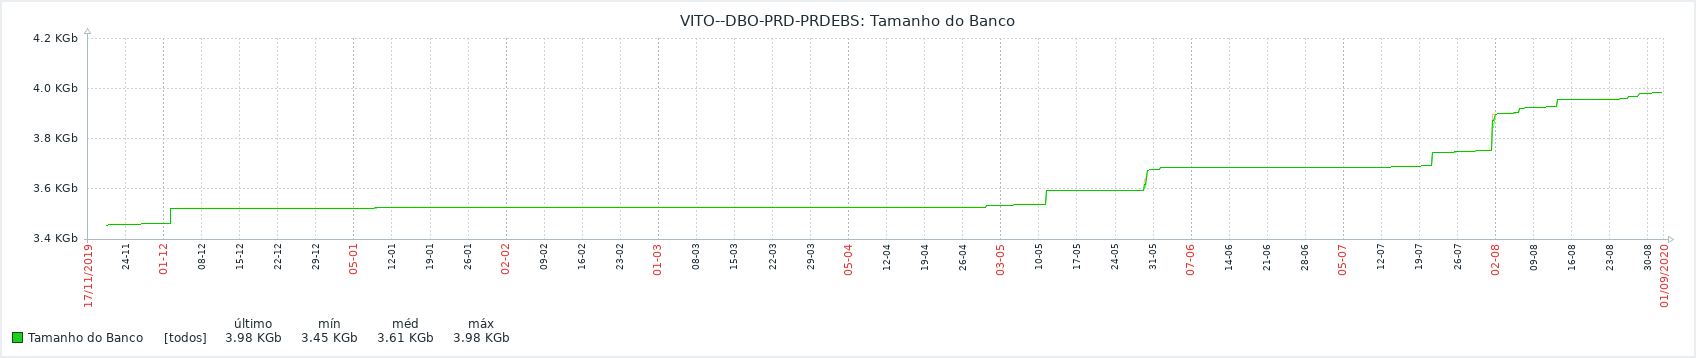 VITO--DBO-PRD-PRDEBS: Tamanho do Banco
4.2 KGb
4.0 KGb
3.8 KGb
3.6 KGb
3.4 KGb
17/11/2019 24-11 01-12 08-12 15-12 22-12 29-12 05-01 12-01 19-01 26-01 02-02 09-02 16-02 23-02 01-03 08-03 15-03 22-03 29-03 05-04 12-04 19-04 26-04 03-05 10-05 17-05 24-05 31-05 07-06 14-06 21-06 28-06 05-07 12-07 19-07 26-07 02-08 09-08 16-08 23-08 30-08 01/09/2020
último mín méd máx
Tamanho do Banco [todos] 3.98 KGb 3.45 KGb 3.61 KGb 3.98 KGb